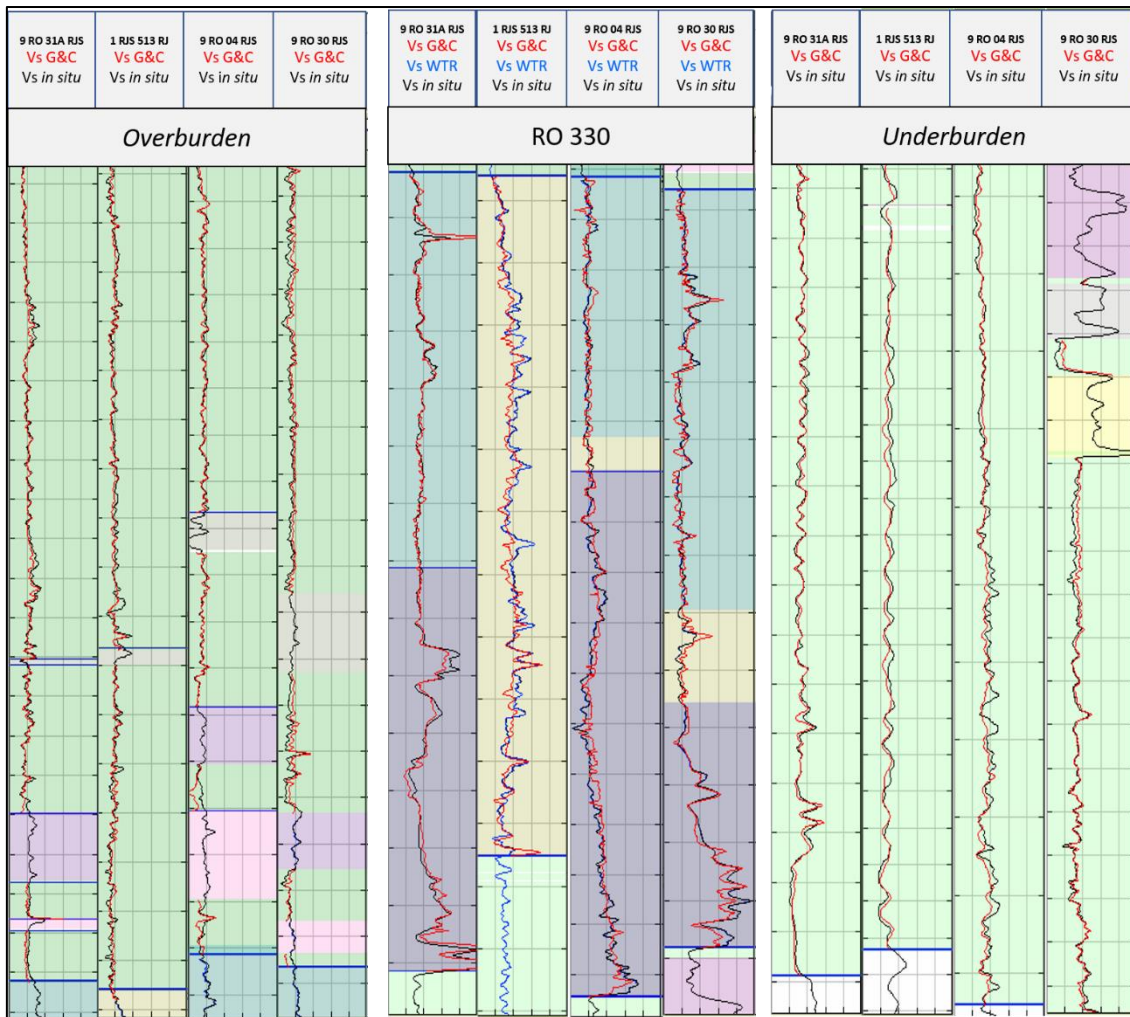 9 RO 31A RJS
Vs G&C
Vs in situ
1 RJS 513 RJ
Vs G&C
Vs in situ
9 RO 04 RJS
Vs G&C
Vs in situ
9 RO 30 RJS
Vs G&C
Vs in situ
Overburden
9 RO 31A RJS
Vs G&C
Vs WTR
Vs in situ
1 RJS 513 RJ
Vs G&C
Vs WTR
Vs in situ
9 RO 04 RJS
Vs G&C
Vs WTR
Vs in situ
9 RO 30 RJS
Vs G&C
Vs WTR
Vs in situ
RO 330
9 RO 31A RJS
Vs G&C
Vs in situ
1 RJS 513 RJ
Vs G&C
Vs in situ
9 RO 04 RJS
Vs G&C
Vs in situ
9 RO 30 RJS
Vs G&C
Vs in situ
Underburden